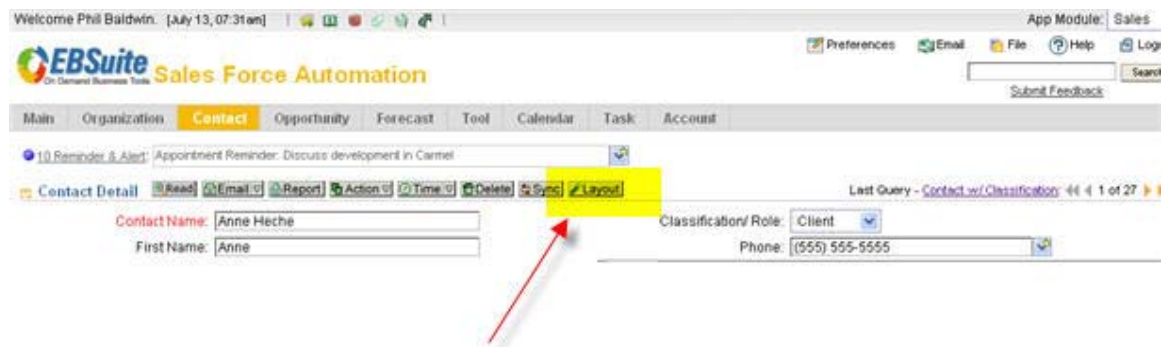 Welcome Phil Baldwin. [July 13, 07:31am] App Module: Sales
Preferences Email File Help
EBSuite
On Demand Business Tools
Sales Force Automation
Search
Submit Feedback
Main Organization Contact Opportunity Forecast Tool Calendar Task Account
10 Reminder & Alert: Appointment Reminder: Discuss development in Carmel
Contact Detail Read Email Report Action Time Delete Sync Layout Last Query - Contact w/ Classification 1 of 27
Contact Name: Anne Heche Classification/ Role: Client
First Name: Anne Phone: (555) 555-5555